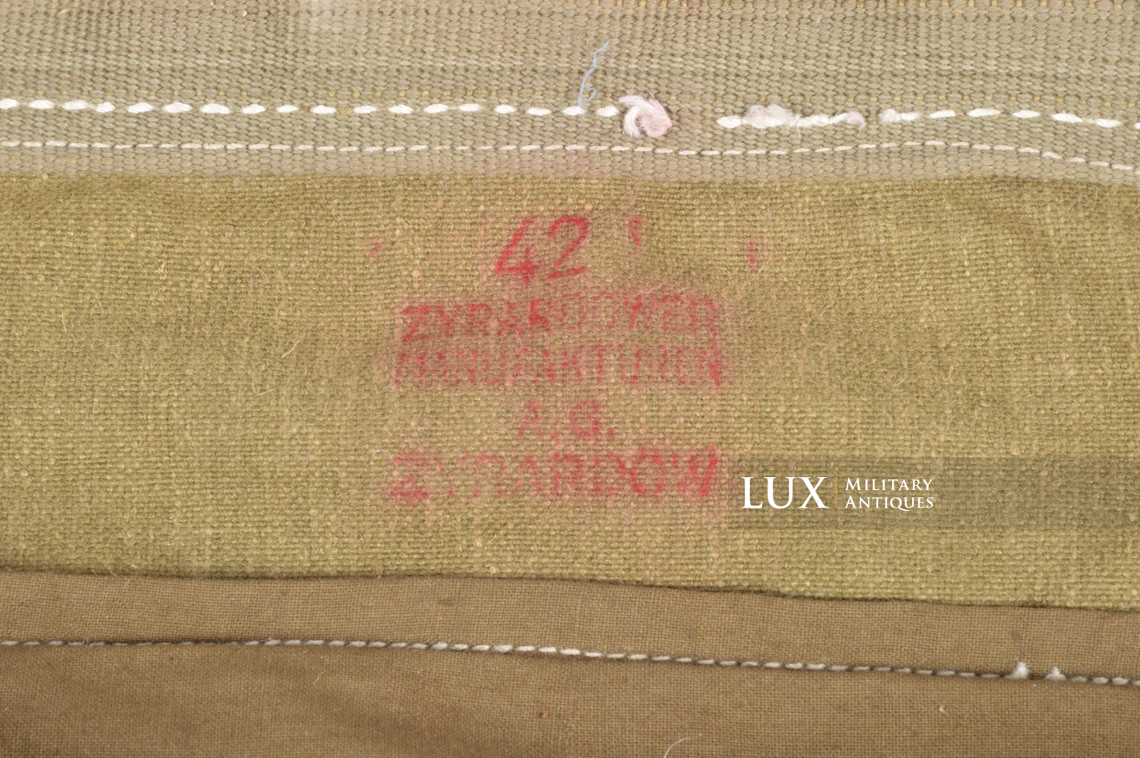 42
ZYRARDOWER
MANUFAKTUREN
A.G.
ZYRARDOW
LUX MILITARY
ANTIQUES